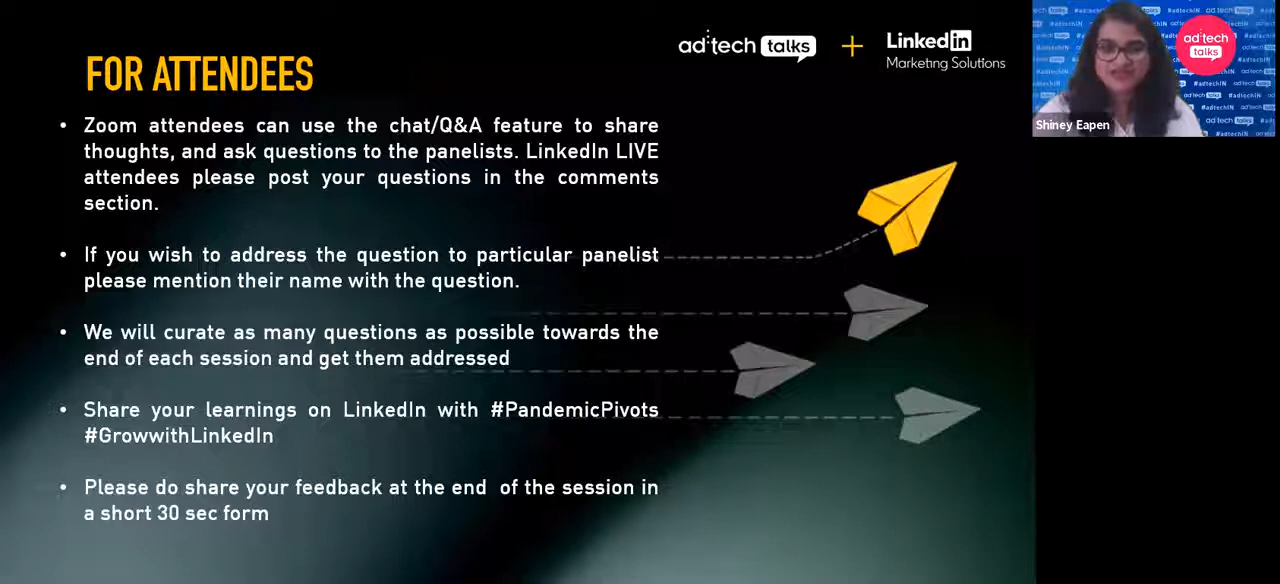 FOR ATTENDEES
• Zoom attendees can use the chat/Q&A feature to share
thoughts, and ask questions to the panelists. LinkedIn LIVE
attendees please post your questions in the comments
section.
• If you wish to address the question to particular panelist
please mention their name with the question.
• We will curate as many questions as possible towards the
end of each session and get them addressed
• Share your learnings on LinkedIn with #PandemicPivots
#GrowwithLinkedIn
• Please do share your feedback at the end of the session in
a short 30 sec form
ad:tech talks + LinkedIn
Marketing Solutions
ad:tech
talks
#adtechIN
Shiney Eapen